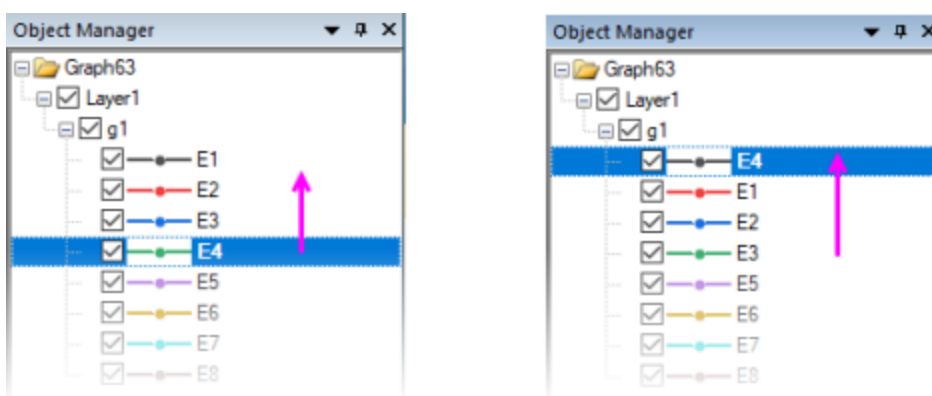 Object Manager
Graph63
Layer1
g1
E1
E2
E3
E4
E5
E6
E7
E8
Object Manager
Graph63
Layer1
g1
E4
E1
E2
E3
E5
E6
E7
E8